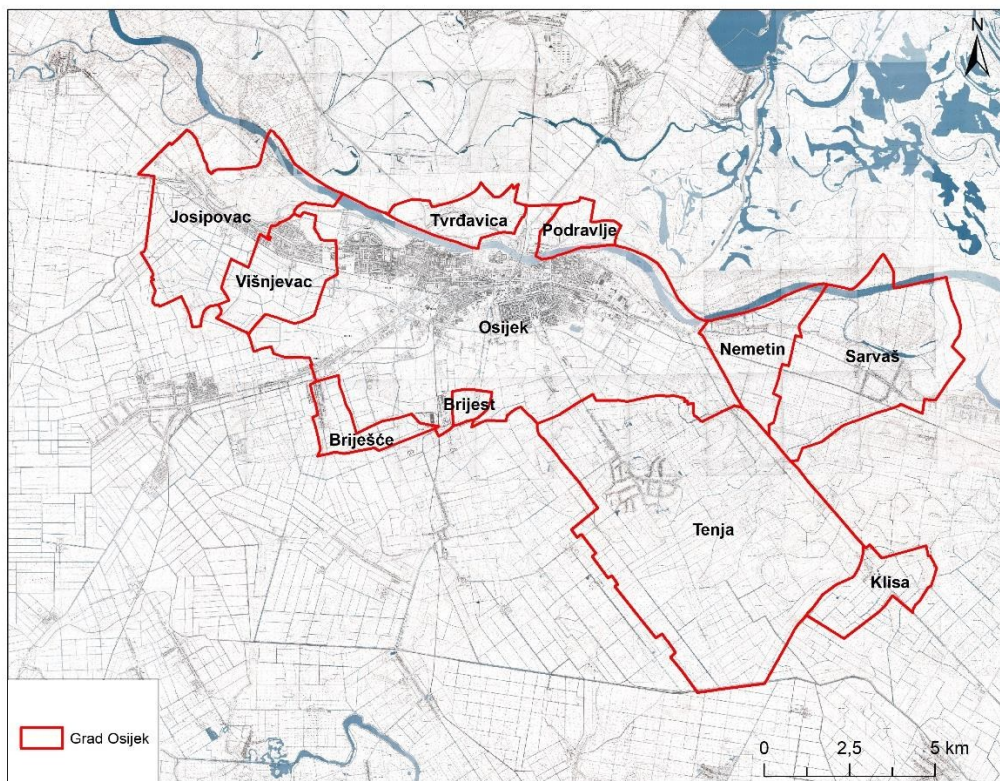 N
Josipovac
Tvrđavica
Podravlje
Višnjevac
Osijek
Nemetin
Sarvaš
Brijest
Briješće
Tenja
Klisa
Grad Osijek
0 2,5 5 km